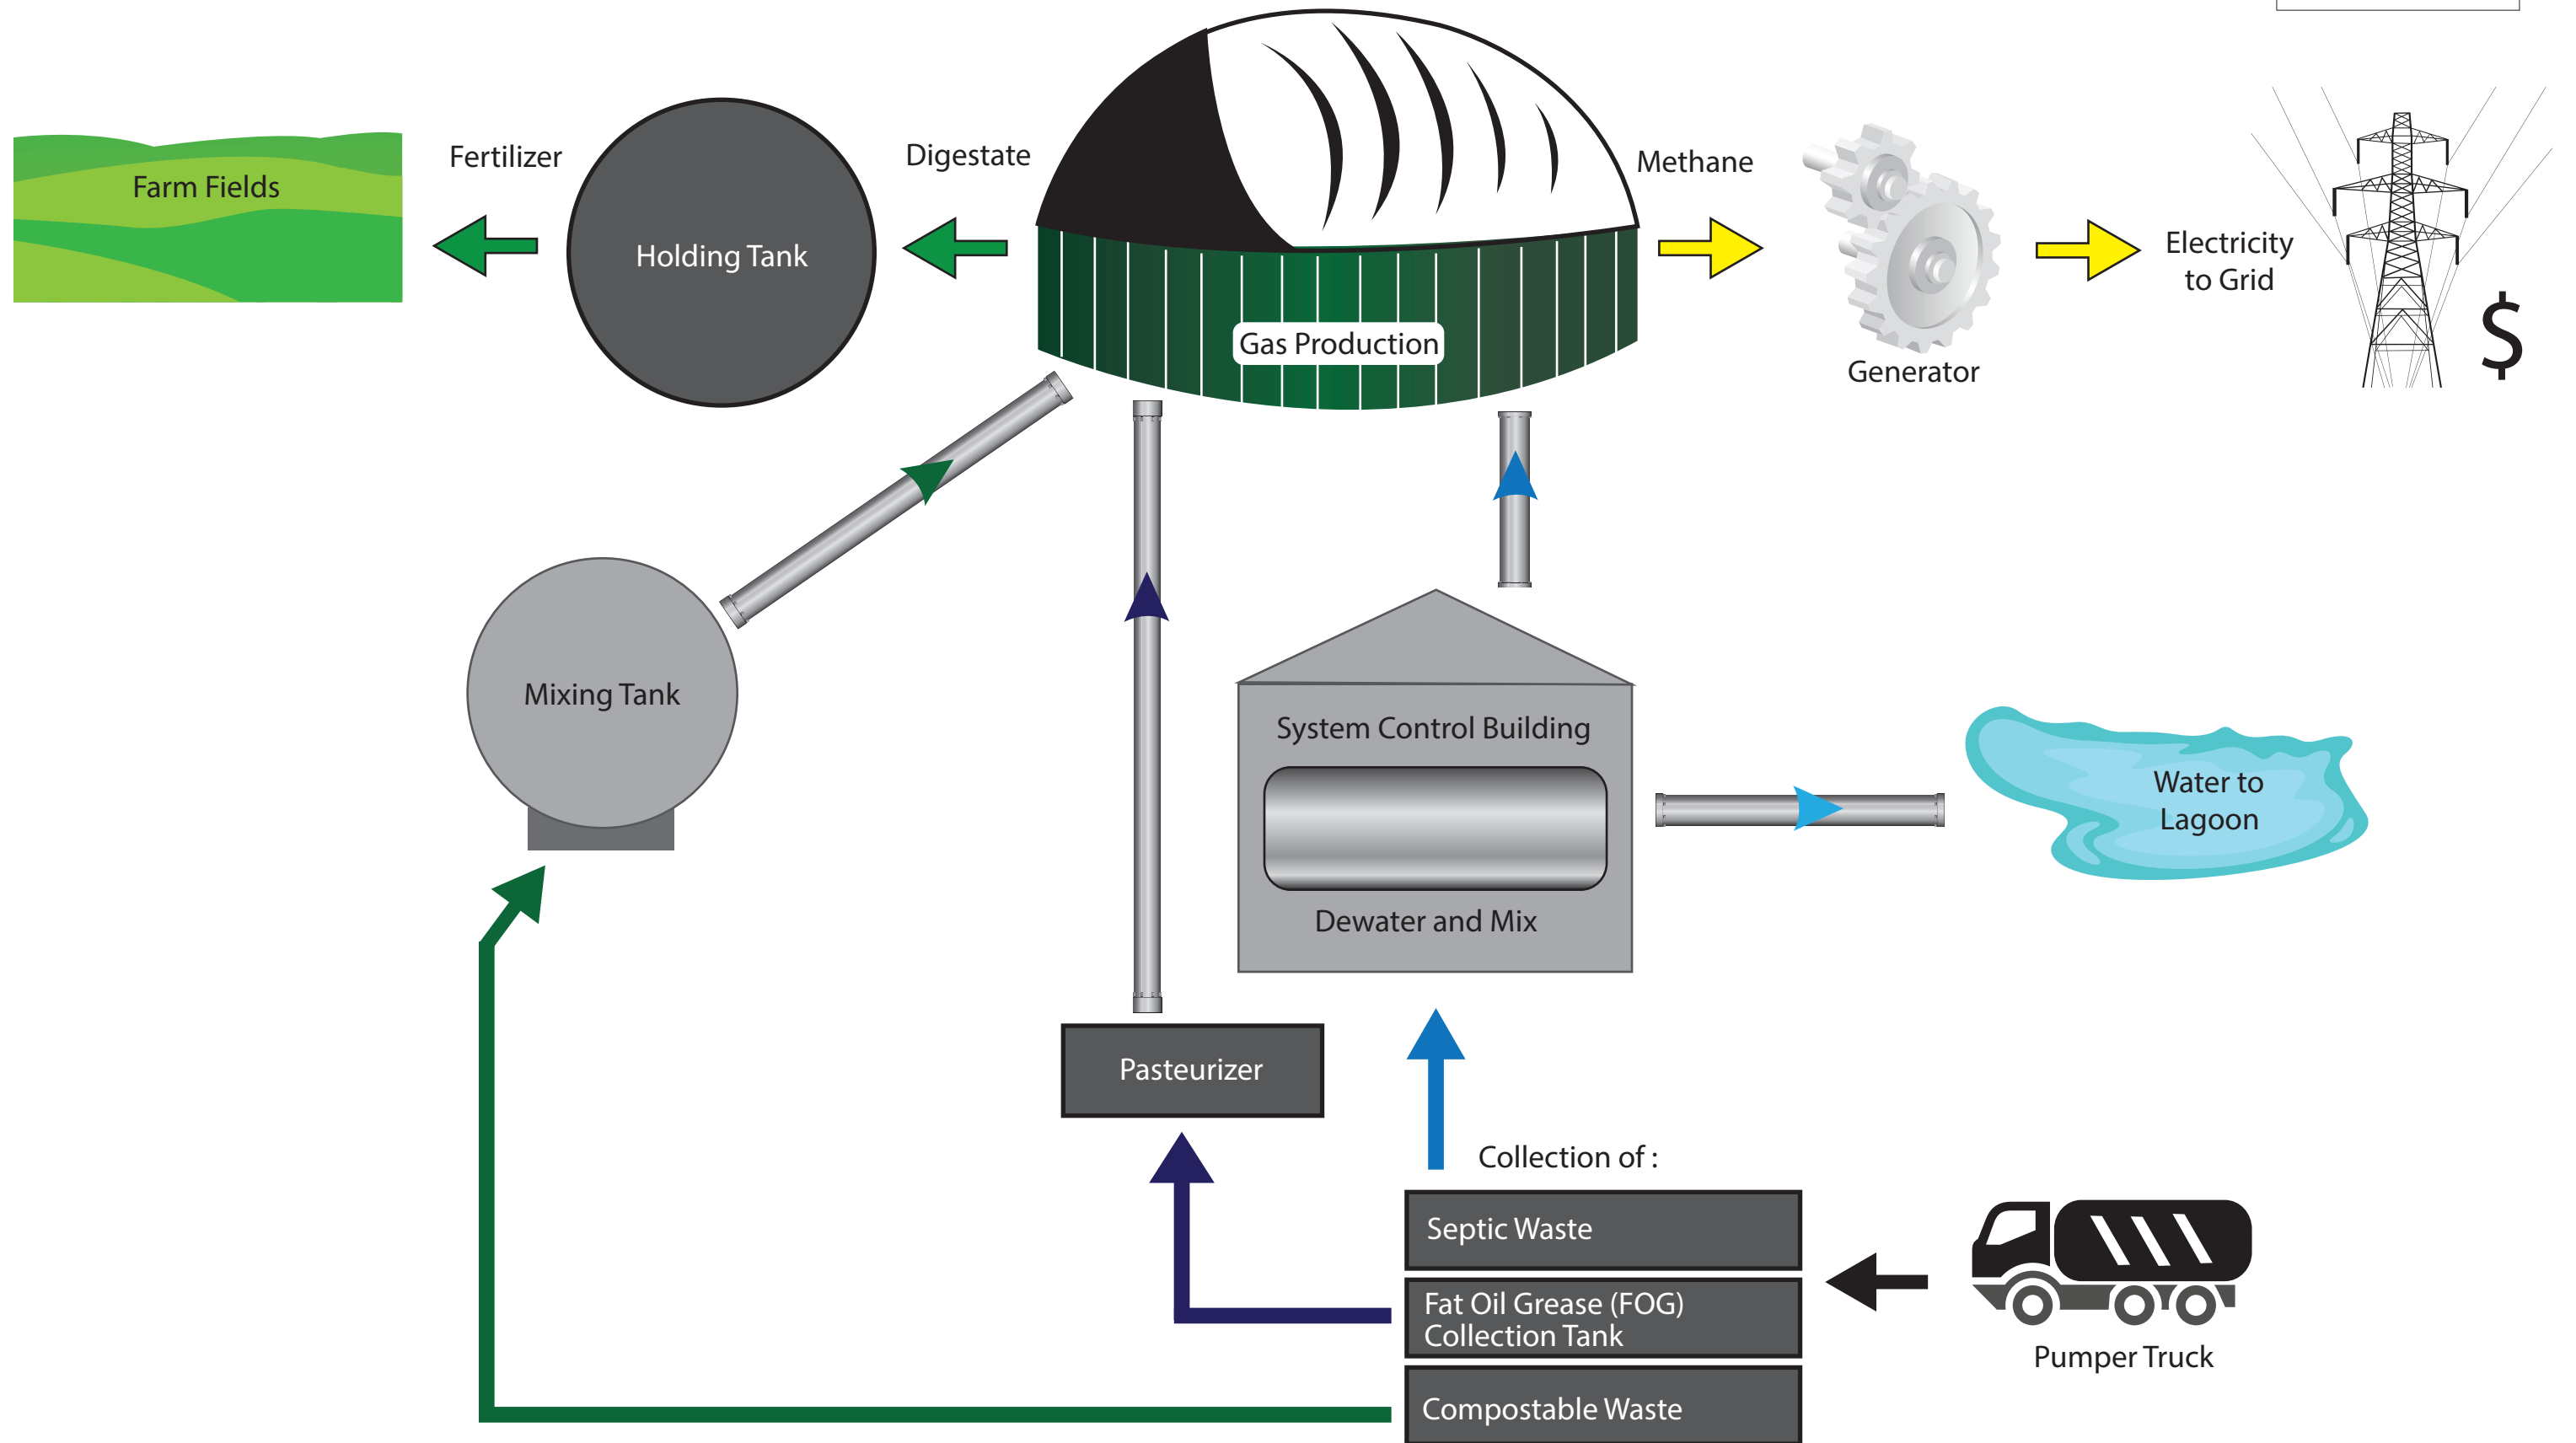 Farm Fields
Fertilizer
Holding Tank
Digestate
Gas Production
Methane
Generator
Electricity
to Grid
$
Mixing Tank
System Control Building
Dewater and Mix
Water to
Lagoon
Pasteurizer
Collection of :
Septic Waste
Fat Oil Grease (FOG)
Collection Tank
Compostable Waste
Pumper Truck